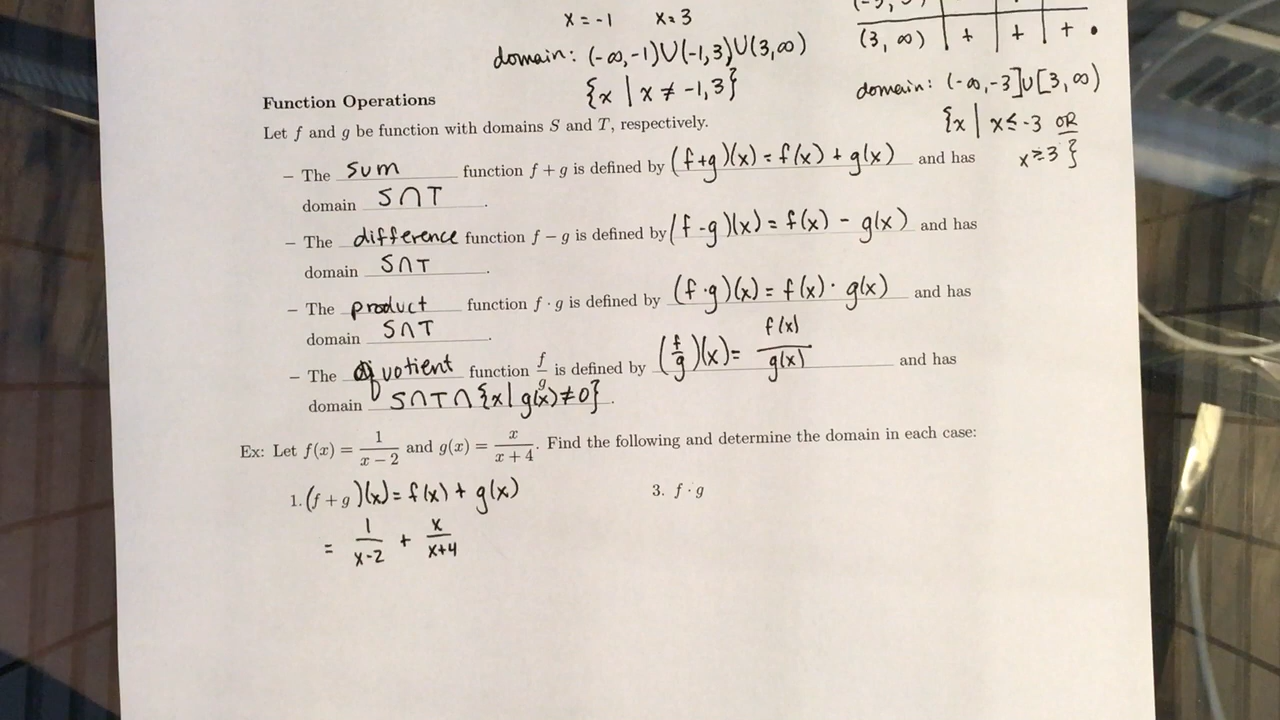 x = -1 x = 3
domain: (-∞,-1)∪(-1,3)∪(3,∞)
{x | x ≠ -1,3}
(3, ∞) | + | + | + .
domain: (-∞,-3]∪[3,∞)
{x | x ≤ -3 OR
x ≥ 3 }
Function Operations
Let f and g be function with domains S and T, respectively.
– The sum function f + g is defined by (f+g)(x) = f(x) + g(x) and has
domain S∩T.
– The difference function f − g is defined by (f-g)(x) = f(x) - g(x) and has
domain S∩T.
– The product function f · g is defined by (f·g)(x) = f(x)· g(x) and has
domain S∩T.
– The quotient function f/g is defined by (f/g)(x) = f(x)/g(x) and has
domain S∩T∩{x | g(x) ≠ 0}.
Ex: Let f(x) = 1/(x − 2) and g(x) = x/(x + 4). Find the following and determine the domain in each case:
1. (f + g)(x) = f(x) + g(x)
= 1/(x-2) + x/(x+4)
3. f · g